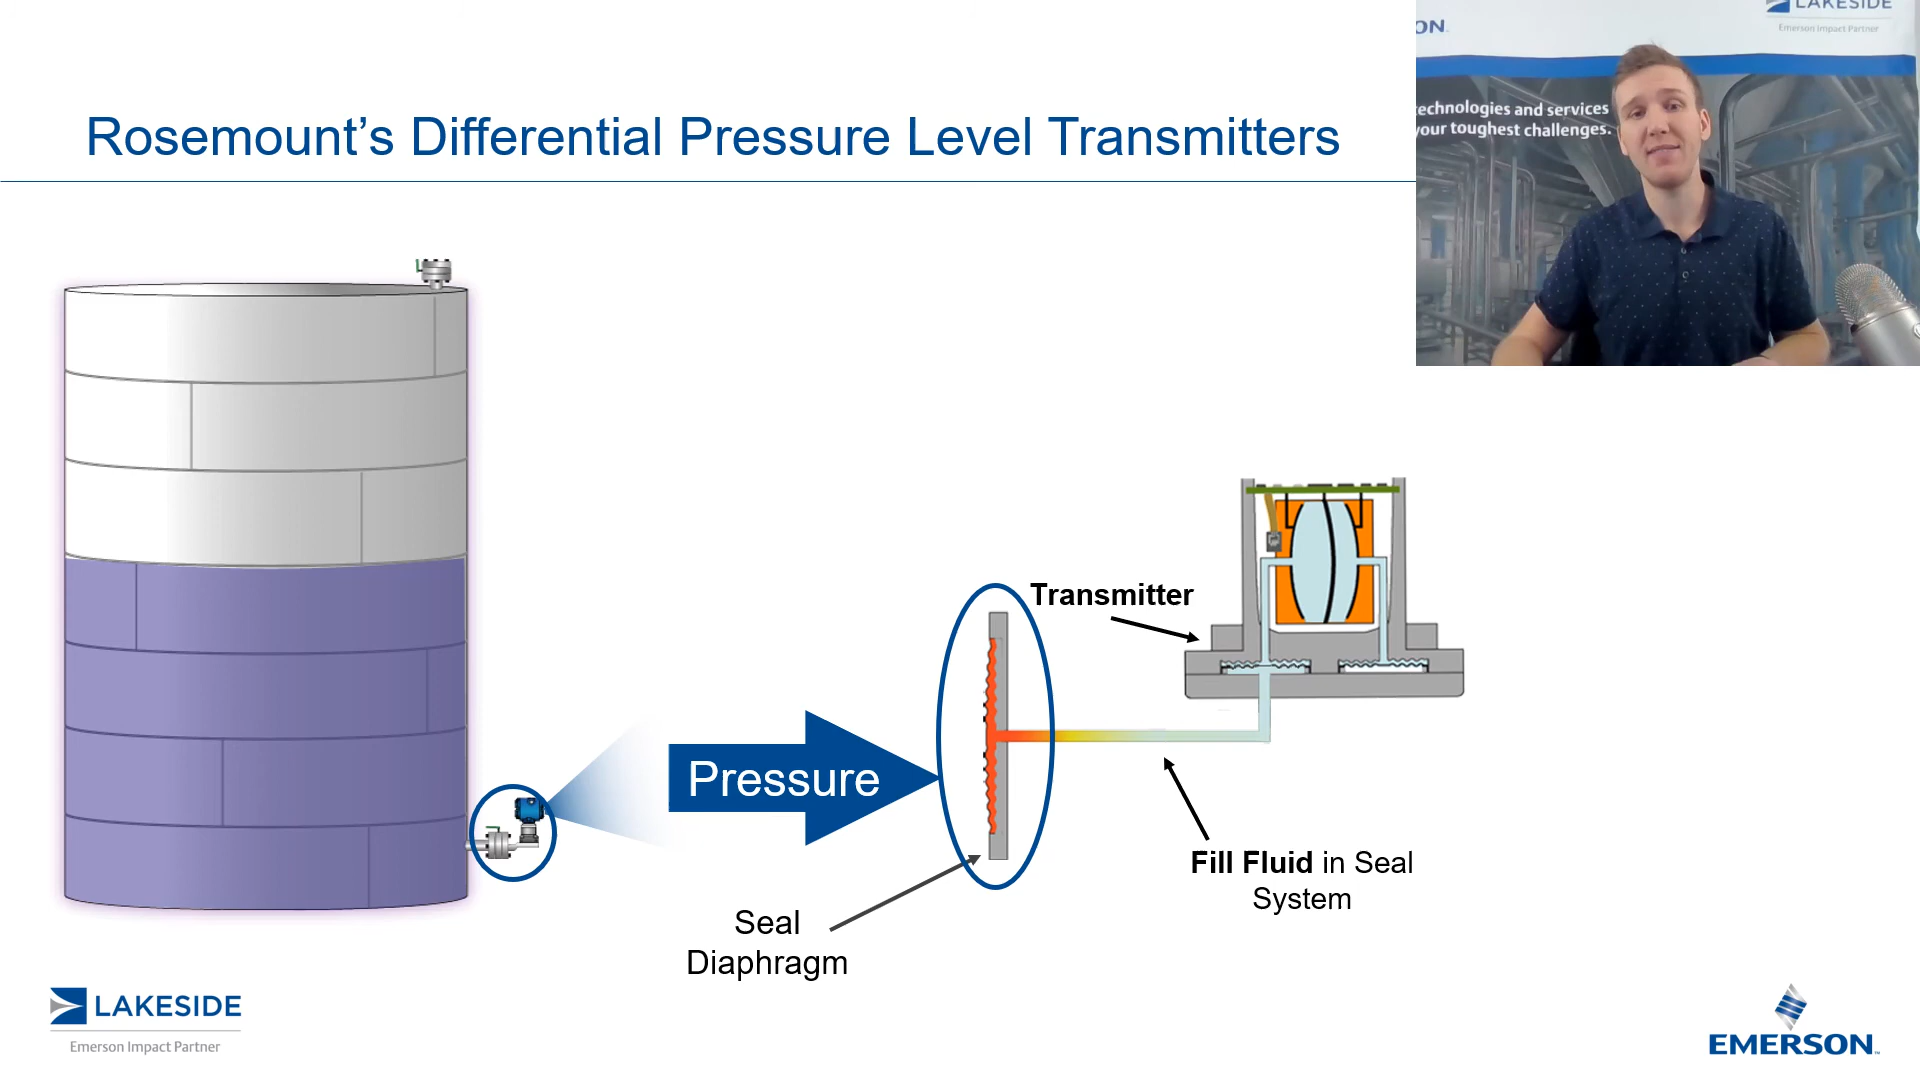 Rosemount’s Differential Pressure Level Transmitters
ON
LAKESIDE
Emerson Impact Partner
technologies and services
your toughest challenges.
Transmitter
Pressure
Fill Fluid in Seal
System
Seal
Diaphragm
LAKESIDE
Emerson Impact Partner
EMERSON